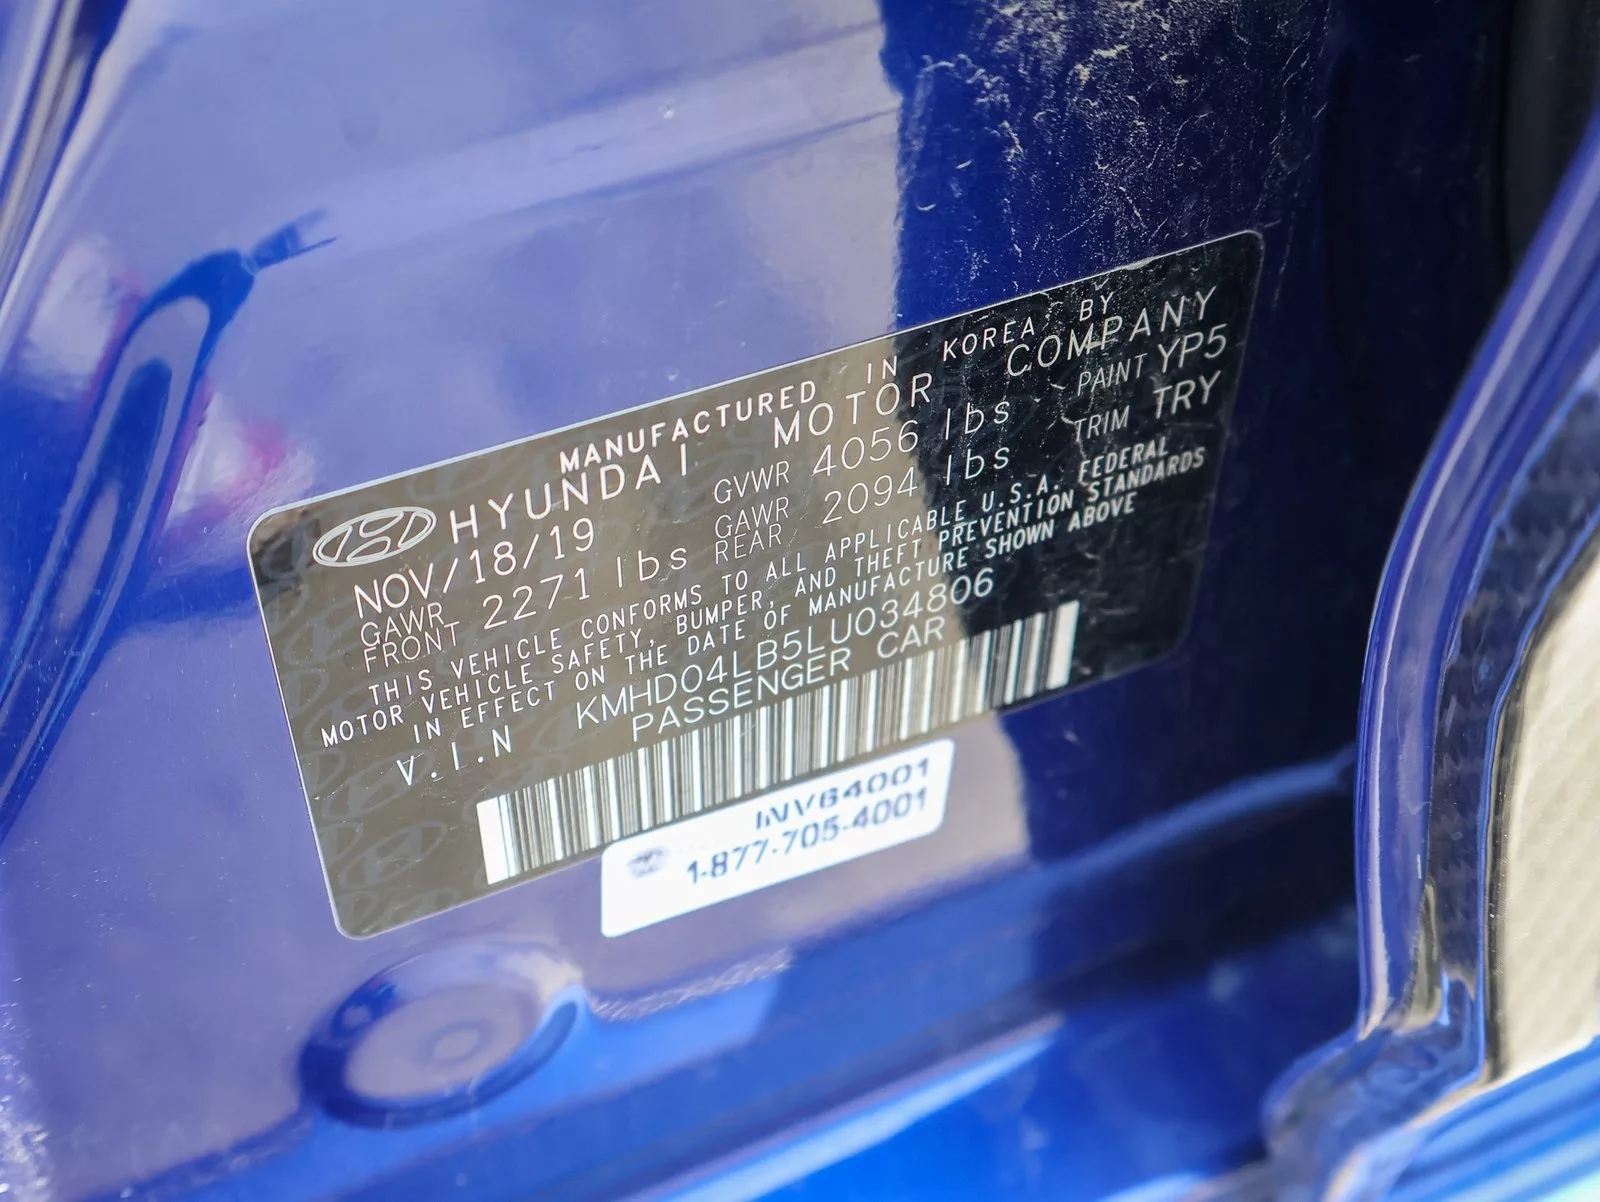 MANUFACTURED IN KOREA BY
HYUNDAI MOTOR COMPANY
NOV/18/19 GVWR 4056 lbs PAINT YP5
GAWR FRONT 2271 lbs GAWR REAR 2094 lbs TRIM TRY
THIS VEHICLE CONFORMS TO ALL APPLICABLE U.S.A. FEDERAL
MOTOR VEHICLE SAFETY, BUMPER, AND THEFT PREVENTION STANDARDS
IN EFFECT ON THE DATE OF MANUFACTURE SHOWN ABOVE
V.I.N KMHD04LB5LU034806
PASSENGER CAR
INV64001
1-877-705-4001